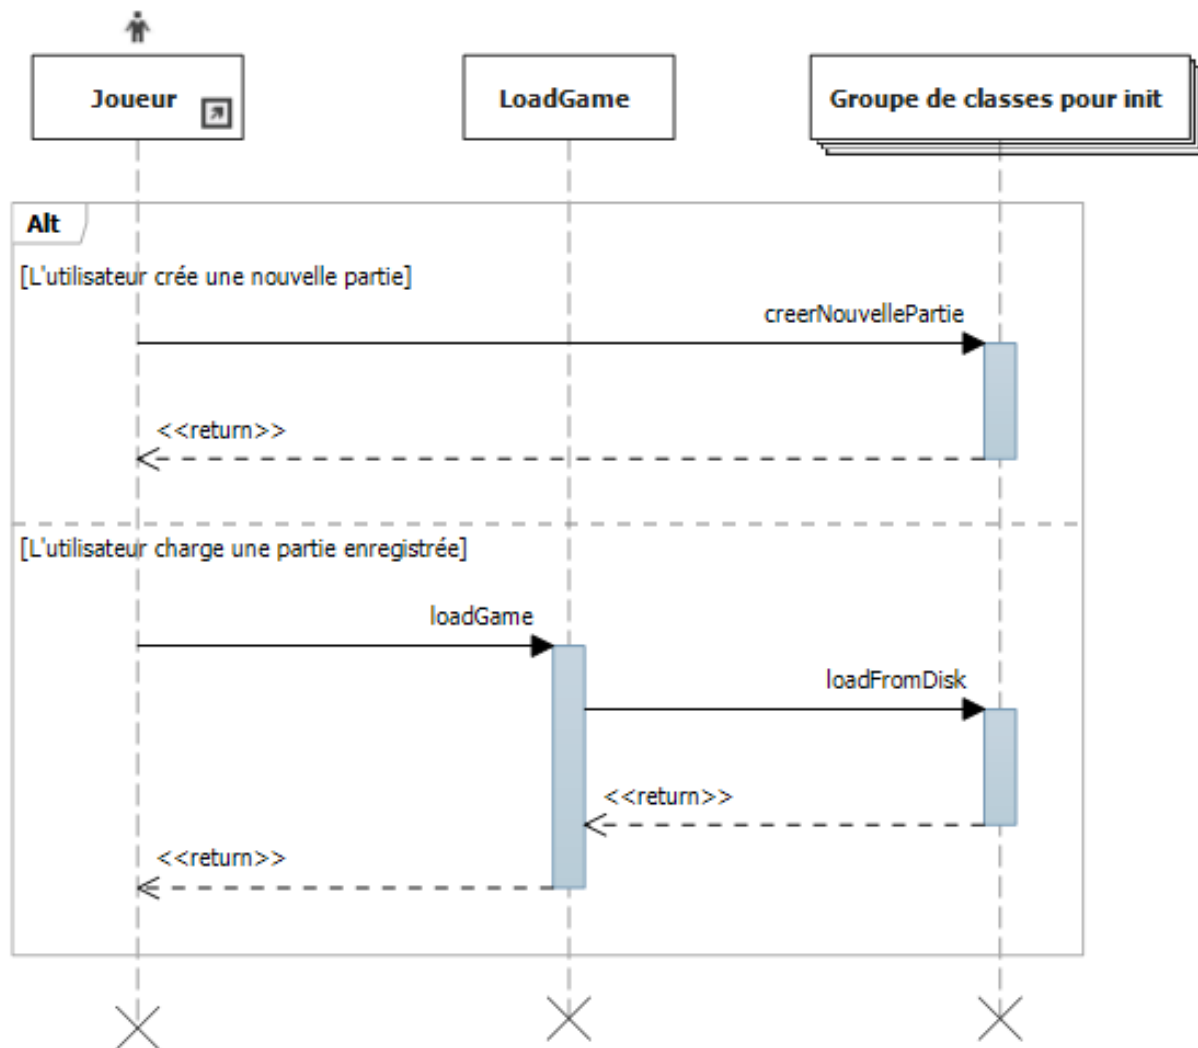 Joueur
LoadGame
Groupe de classes pour init
Alt
[L'utilisateur crée une nouvelle partie]
creerNouvellePartie
<<return>>
[L'utilisateur charge une partie enregistrée]
loadGame
loadFromDisk
<<return>>
<<return>>